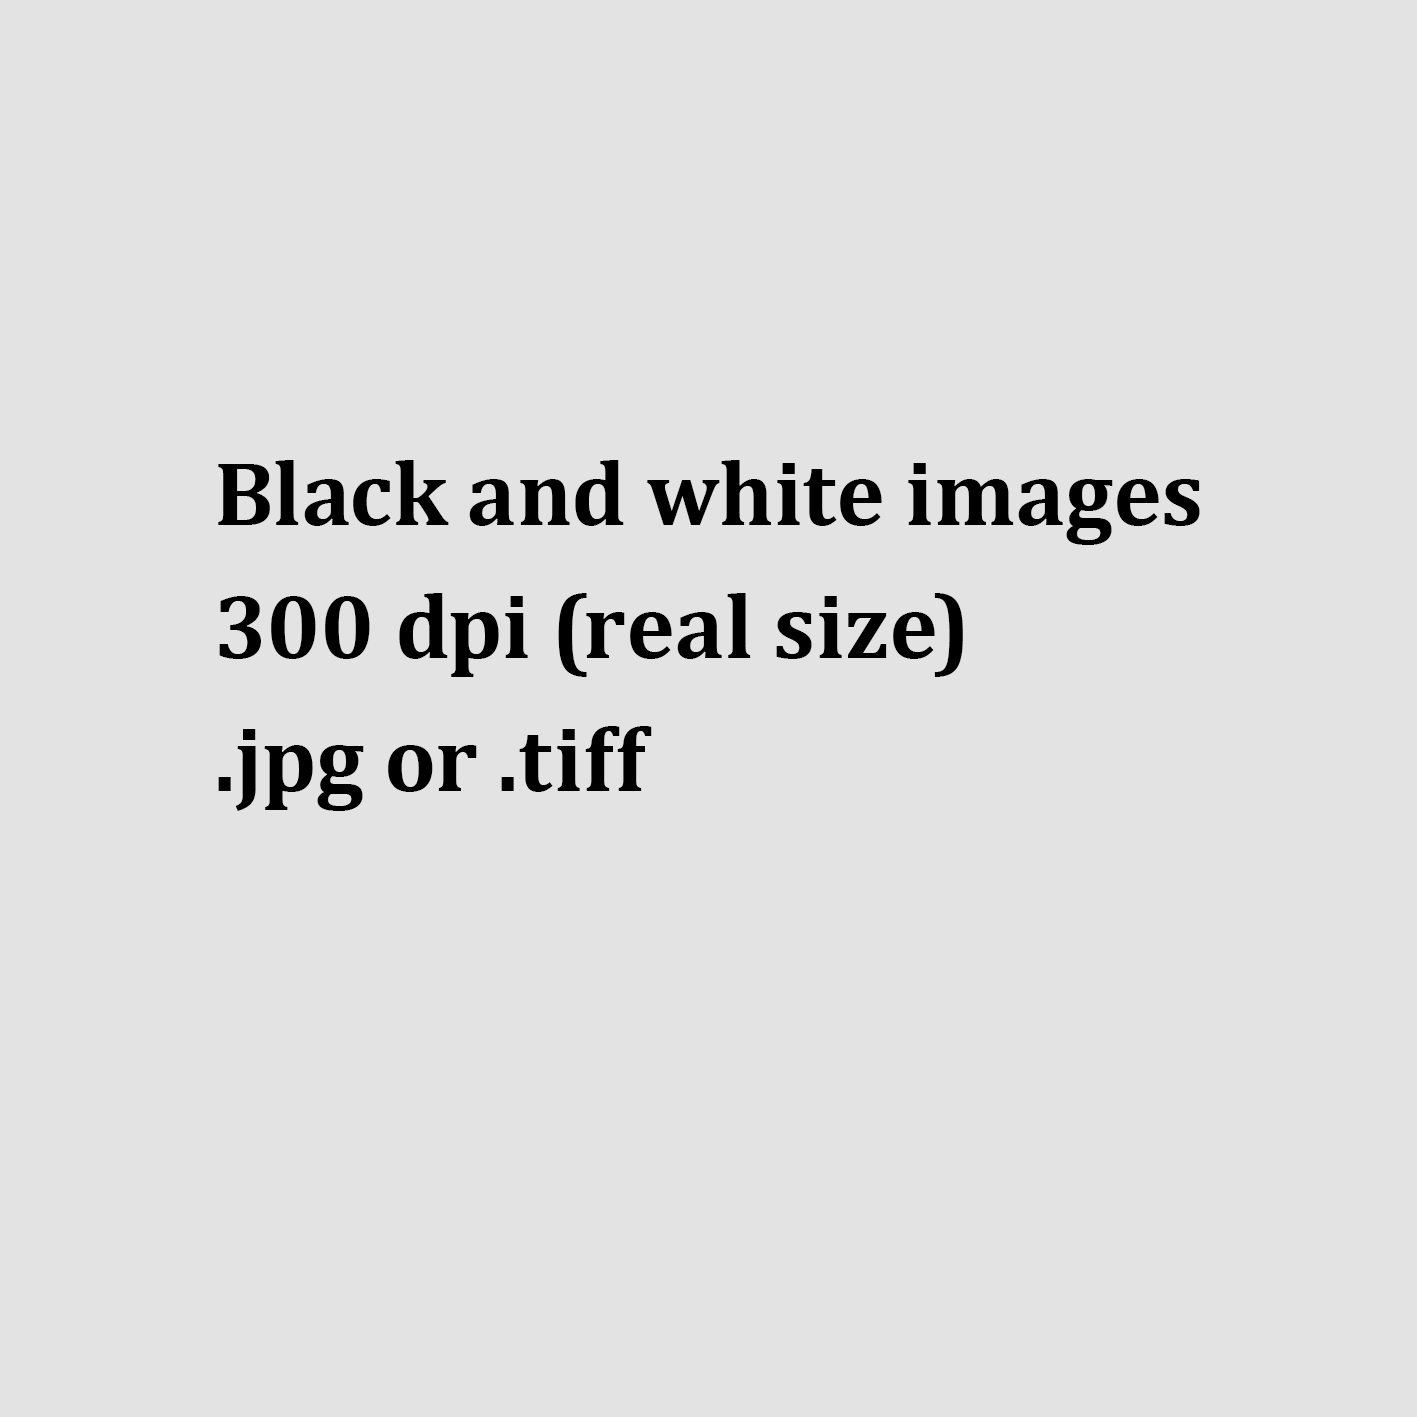 Black and white images
300 dpi (real size)
.jpg or .tiff